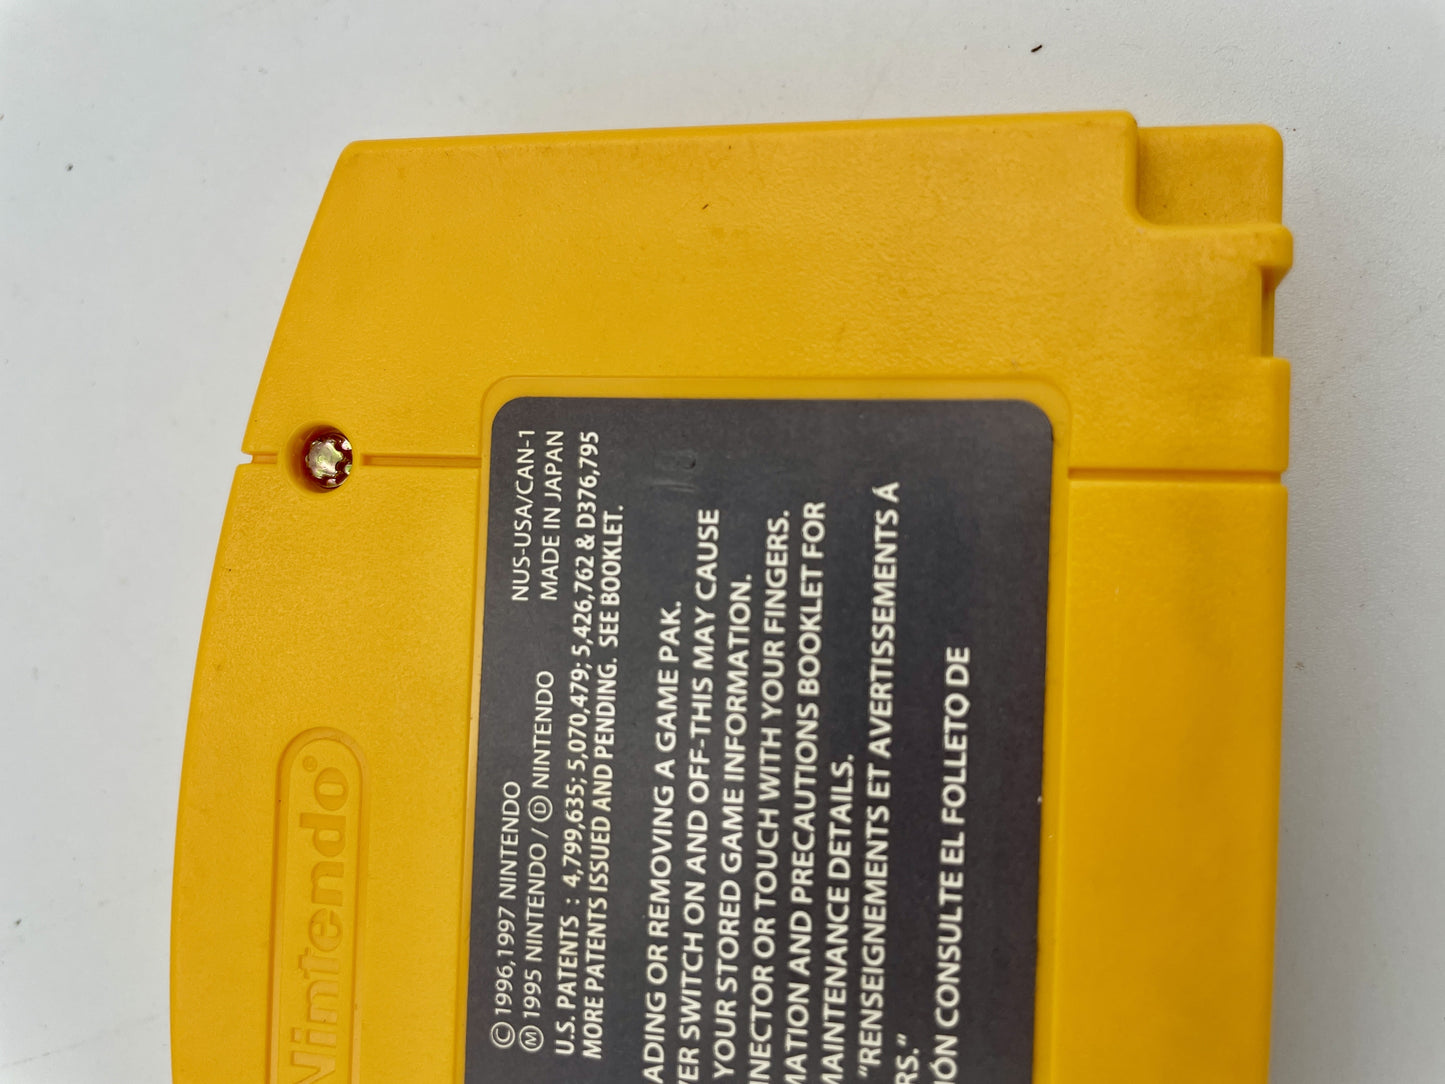 Nintendo®
© 1996,1997 NINTENDO NUS-USA/CAN-1
Ⓜ 1995 NINTENDO / Ⓓ NINTENDO MADE IN JAPAN
U.S. PATENTS : 4,799,635; 5,070,479; 5,426,762 & D376,795
MORE PATENTS ISSUED AND PENDING. SEE BOOKLET.
ADING OR REMOVING A GAME PAK.
ER SWITCH ON AND OFF-THIS MAY CAUSE
YOUR STORED GAME INFORMATION.
NNECTOR OR TOUCH WITH YOUR FINGERS.
MATION AND PRECAUTIONS BOOKLET FOR
MAINTENANCE DETAILS.
"RENSEIGNEMENTS ET AVERTISSEMENTS Á
RS."
IÓN CONSULTE EL FOLLETO DE